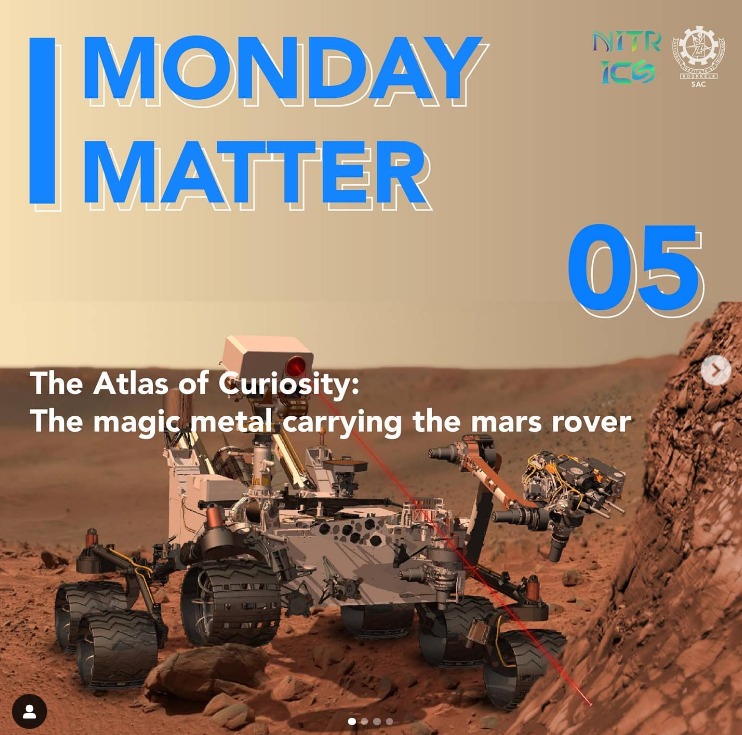 MONDAY
MATTER
NITR
ICS
SAC
05
The Atlas of Curiosity:
The magic metal carrying the mars rover